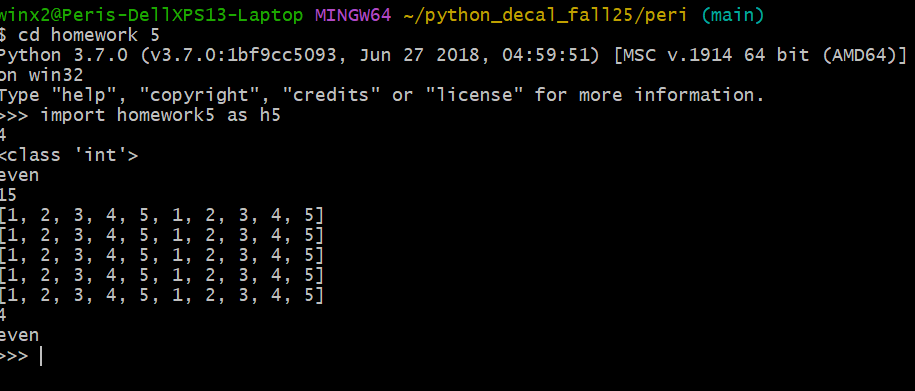 winx2@Peris-DellXPS13-Laptop MINGW64 ~/python_decal_fall25/peri (main)
$ cd homework 5
Python 3.7.0 (v3.7.0:1bf9cc5093, Jun 27 2018, 04:59:51) [MSC v.1914 64 bit (AMD64)]
on win32
Type "help", "copyright", "credits" or "license" for more information.
>>> import homework5 as h5
4
<class 'int'>
even
15
[1, 2, 3, 4, 5, 1, 2, 3, 4, 5]
[1, 2, 3, 4, 5, 1, 2, 3, 4, 5]
[1, 2, 3, 4, 5, 1, 2, 3, 4, 5]
[1, 2, 3, 4, 5, 1, 2, 3, 4, 5]
[1, 2, 3, 4, 5, 1, 2, 3, 4, 5]
4
even
>>>